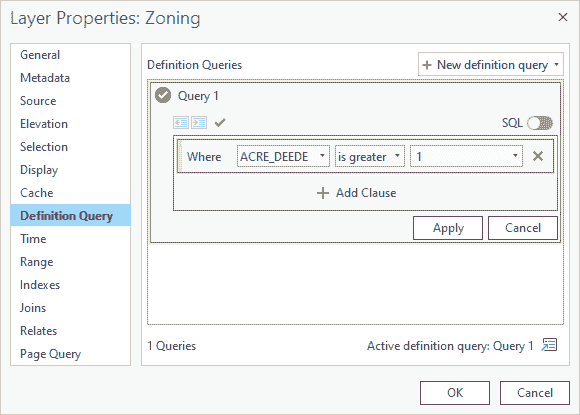 Layer Properties: Zoning
General
Metadata
Source
Elevation
Selection
Display
Cache
Definition Query
Time
Range
Indexes
Joins
Relates
Page Query
Definition Queries
New definition query
Query 1
SQL
Where ACRE_DEEDE is greater 1
Add Clause
Apply Cancel
1 Queries Active definition query: Query 1
OK Cancel